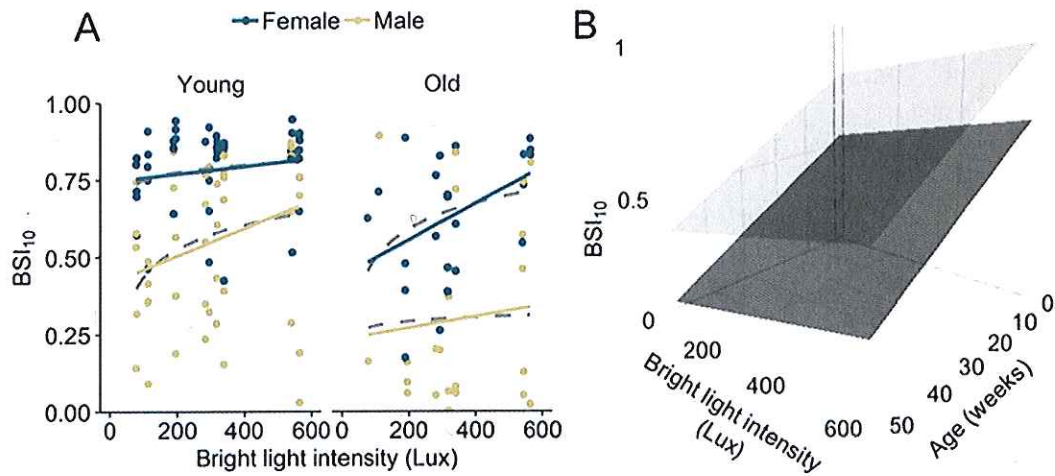 A
Female Male
Young Old
BSI10
1.00
0.75
0.50
0.25
0.00
0 200 400 600 0 200 400 600
Bright light intensity (Lux)
B
1
0.5
BSI10
0
200
400
600
Bright light intensity
(Lux)
0
10
20
30
40
50
Age (weeks)